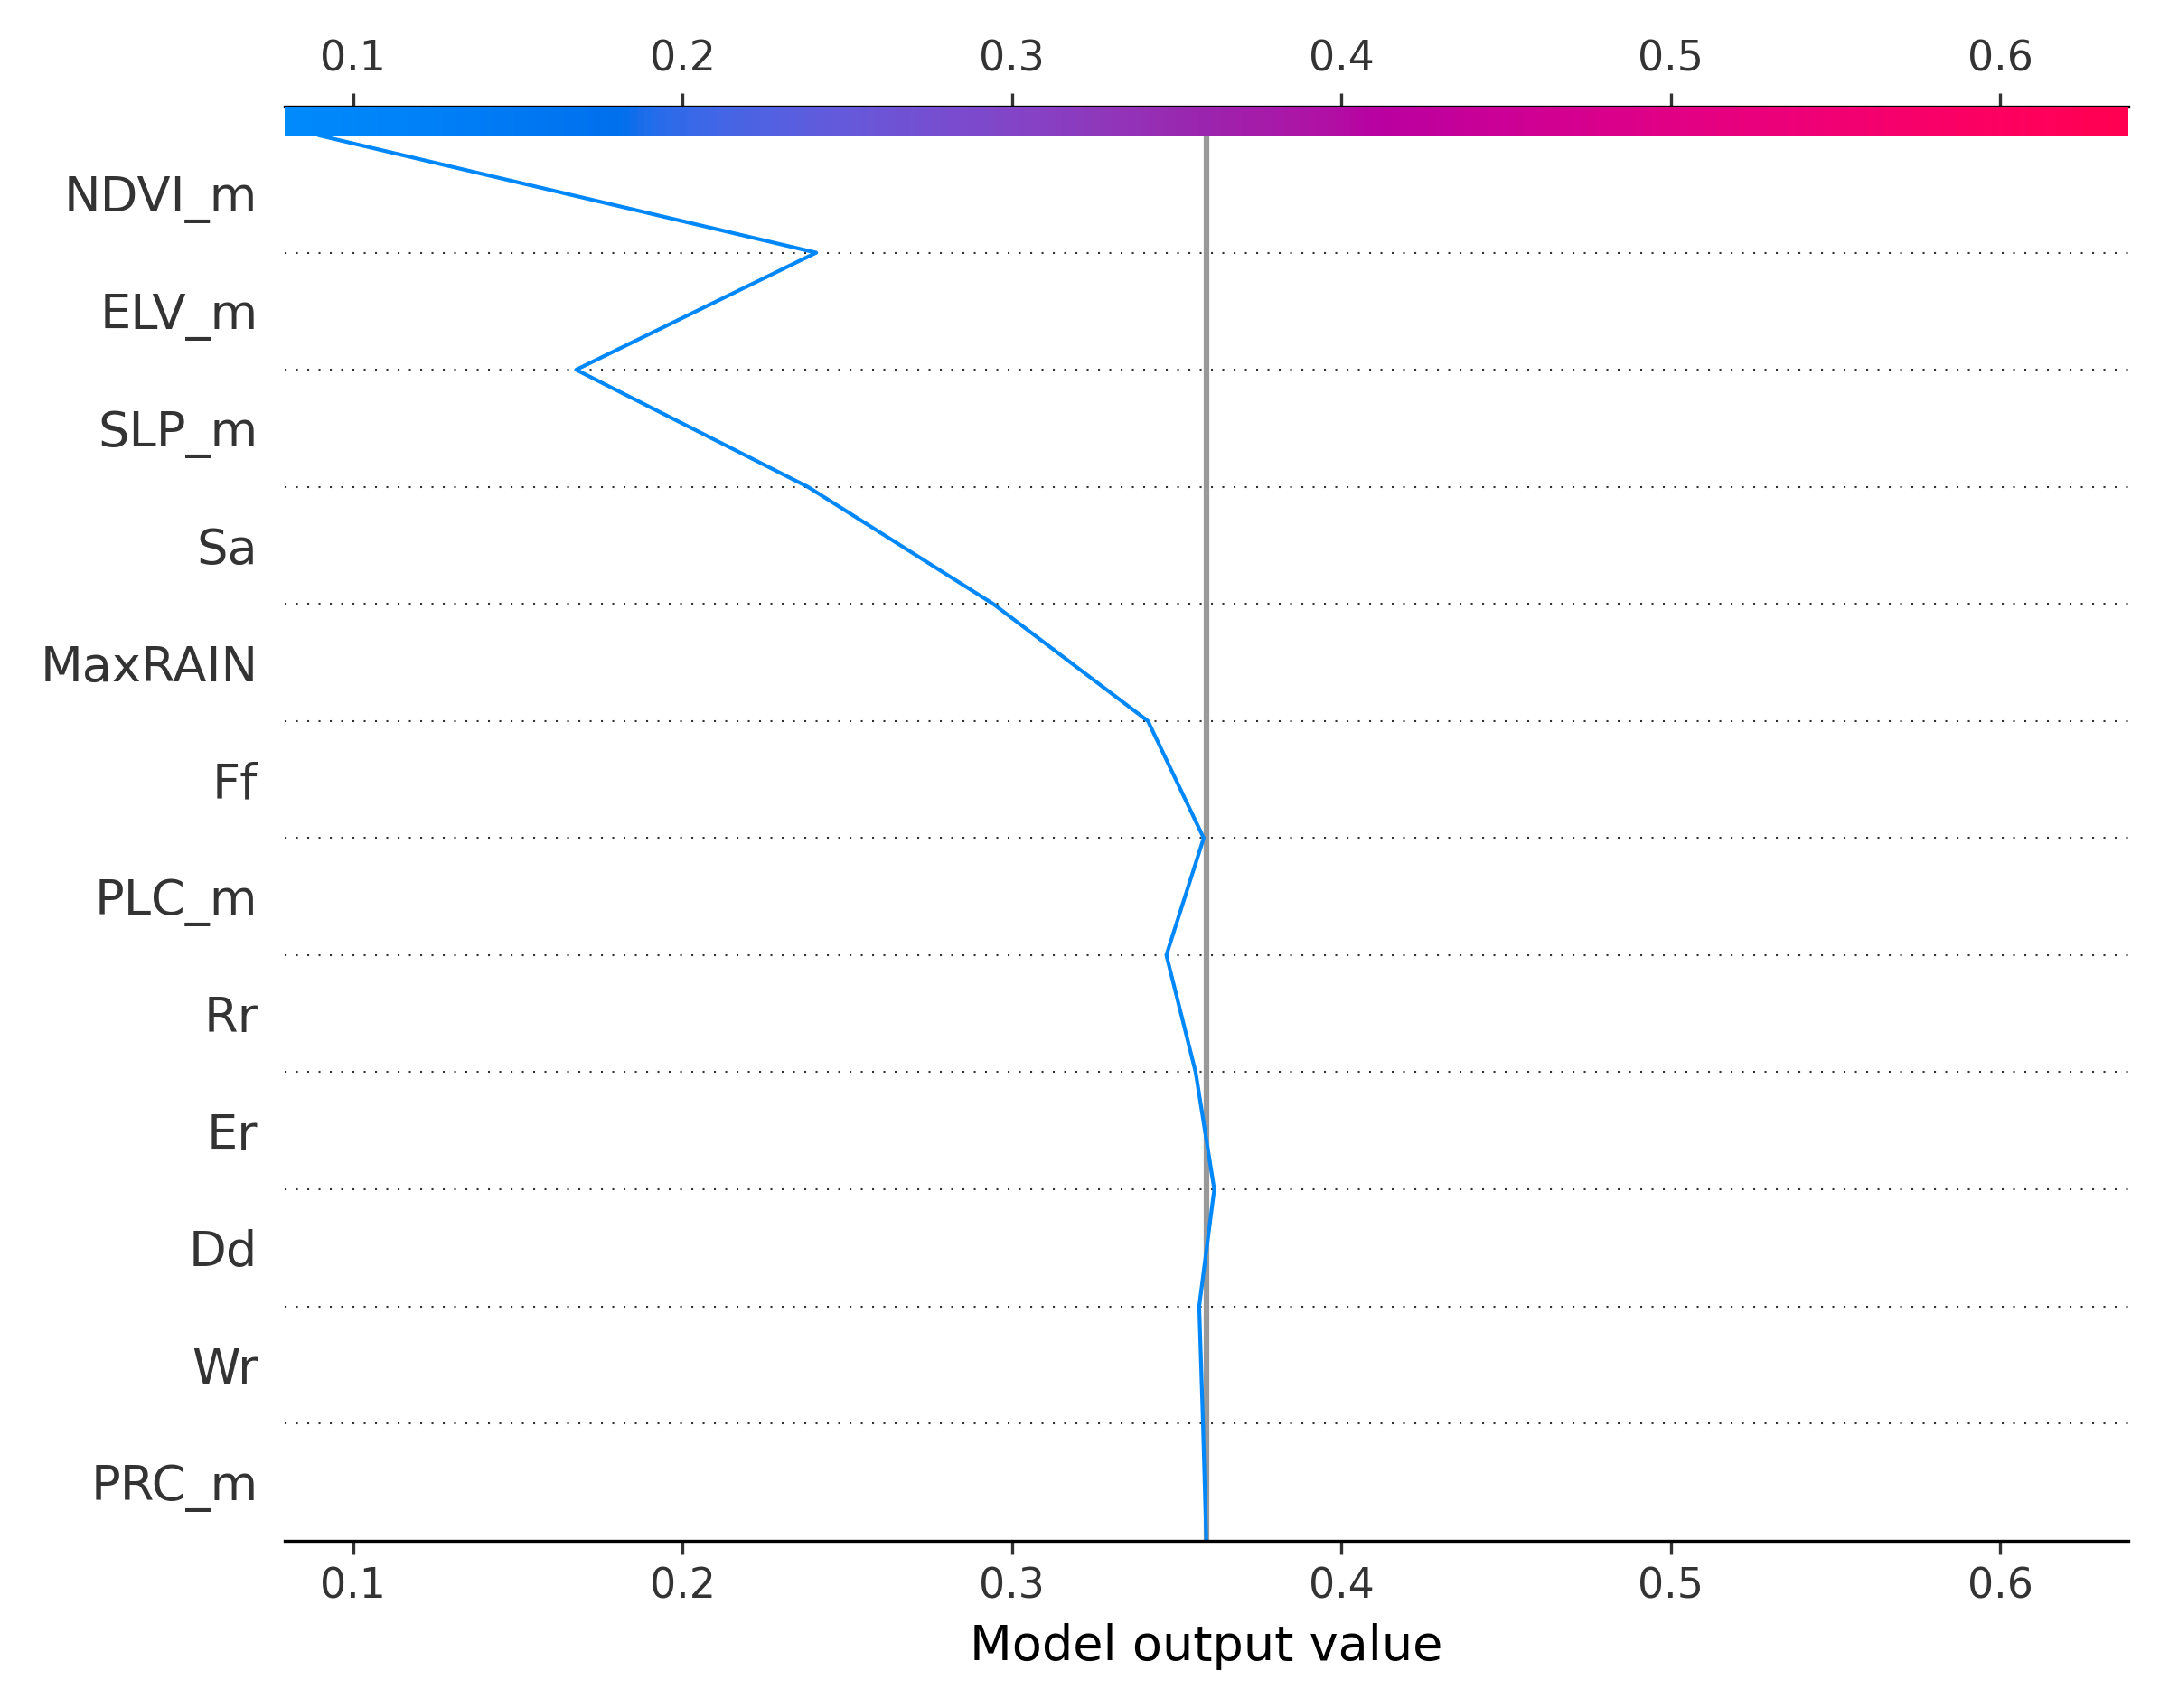 0.1 0.2 0.3 0.4 0.5 0.6
NDVI_m
ELV_m
SLP_m
Sa
MaxRAIN
Ff
PLC_m
Rr
Er
Dd
Wr
PRC_m
0.1 0.2 0.3 0.4 0.5 0.6
Model output value